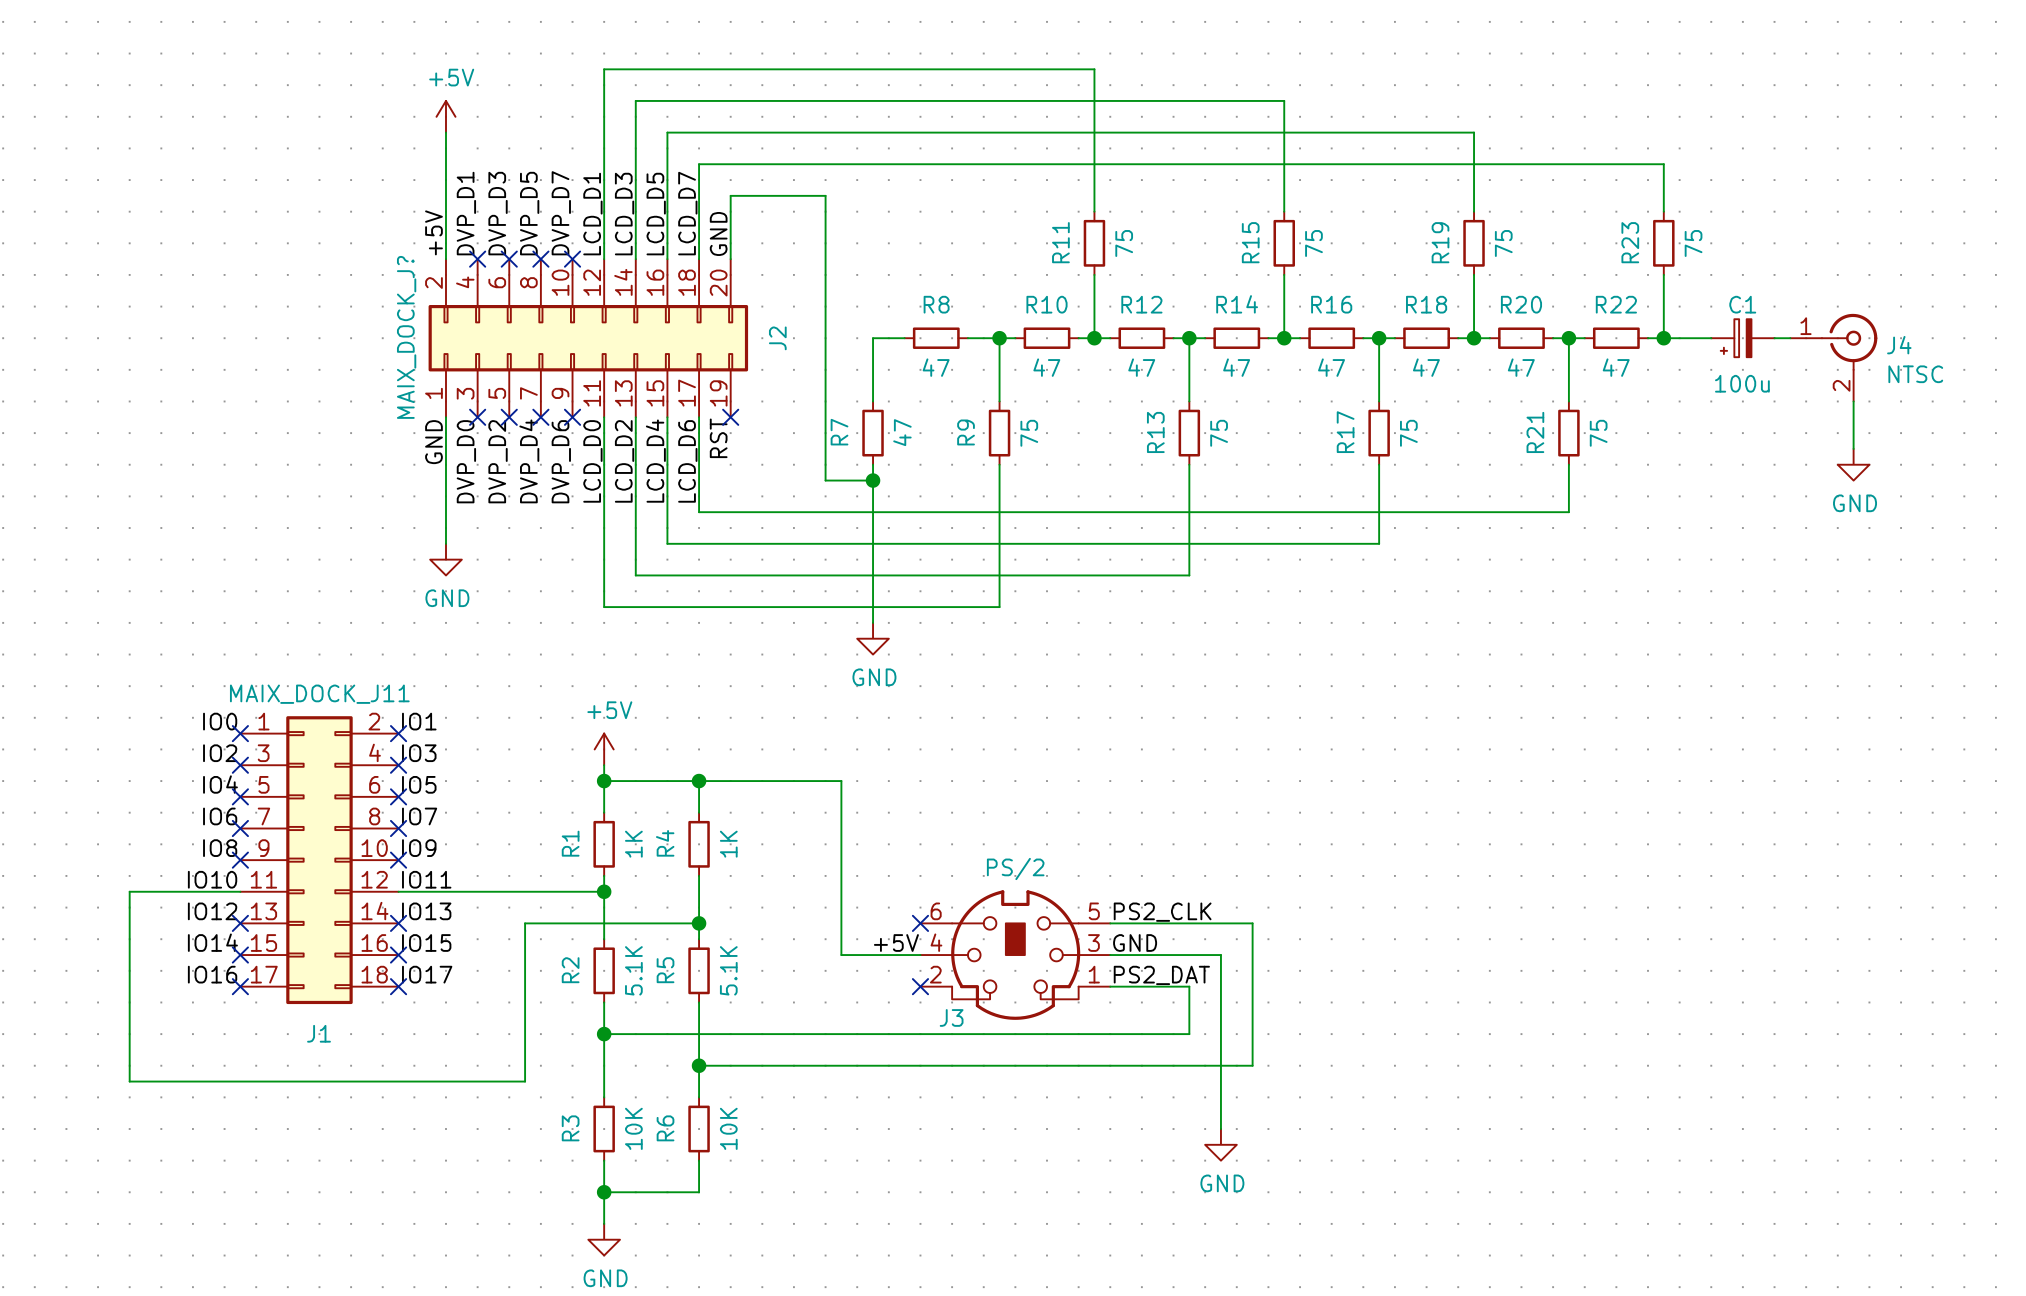 +5V
+5V
DVP_D1
DVP_D3
DVP_D5
DVP_D7
LCD_D1
LCD_D3
LCD_D5
LCD_D7
GND
2
4
6
8
10
12
14
16
18
20
MAIX_DOCK_J?
J2
1
3
5
7
9
11
13
15
17
19
GND
DVP_D0
DVP_D2
DVP_D4
DVP_D6
LCD_D0
LCD_D2
LCD_D4
LCD_D6
RST
GND
R11
75
R15
75
R19
75
R23
75
R8
R10
R12
R14
R16
R18
R20
R22
C1
47
47
47
47
47
47
47
47
+
100u
1
2
J4
NTSC
R7
47
R9
75
R13
75
R17
75
R21
75
GND
GND
MAIX_DOCK_J11
IO0 1 2 IO1
IO2 3 4 IO3
IO4 5 6 IO5
IO6 7 8 IO7
IO8 9 10 IO9
IO10 11 12 IO11
IO12 13 14 IO13
IO14 15 16 IO15
IO16 17 18 IO17
J1
+5V
R1
1K
R4
1K
R2
5.1K
R5
5.1K
R3
10K
R6
10K
GND
PS/2
6 5 PS2_CLK
+5V 4 3 GND
2 1 PS2_DAT
J3
GND